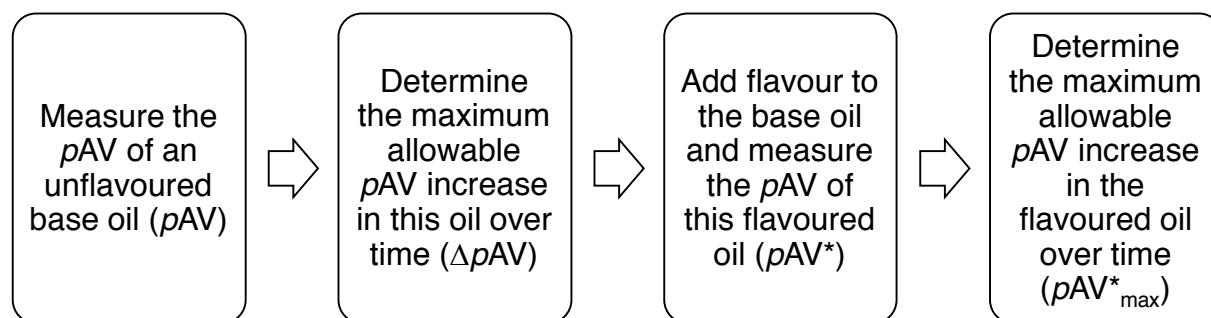 Measure the
pAV of an
unflavoured
base oil (pAV)
Determine
the maximum
allowable
pAV increase
in this oil over
time (ΔpAV)
Add flavour to
the base oil
and measure
the pAV of
this flavoured
oil (pAV*)
Determine
the maximum
allowable
pAV increase
in the
flavoured oil
over time
(pAV*max)